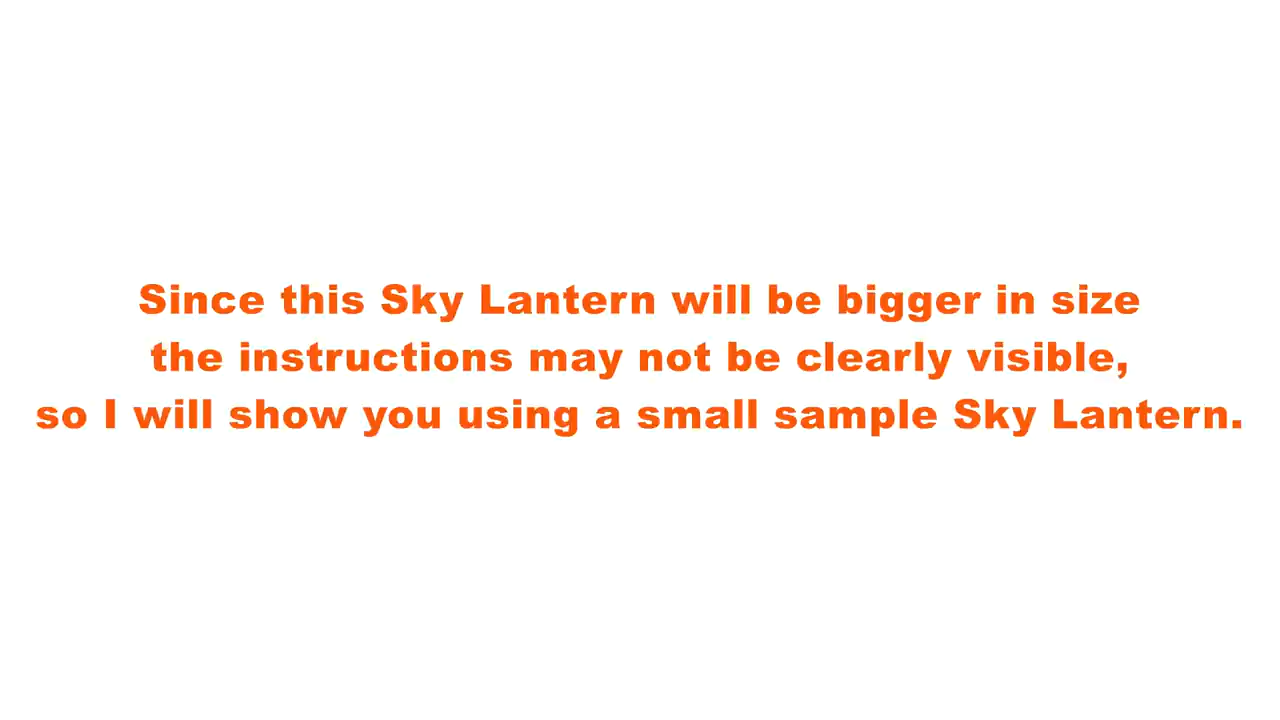 Since this Sky Lantern will be bigger in size
the instructions may not be clearly visible,
so I will show you using a small sample Sky Lantern.